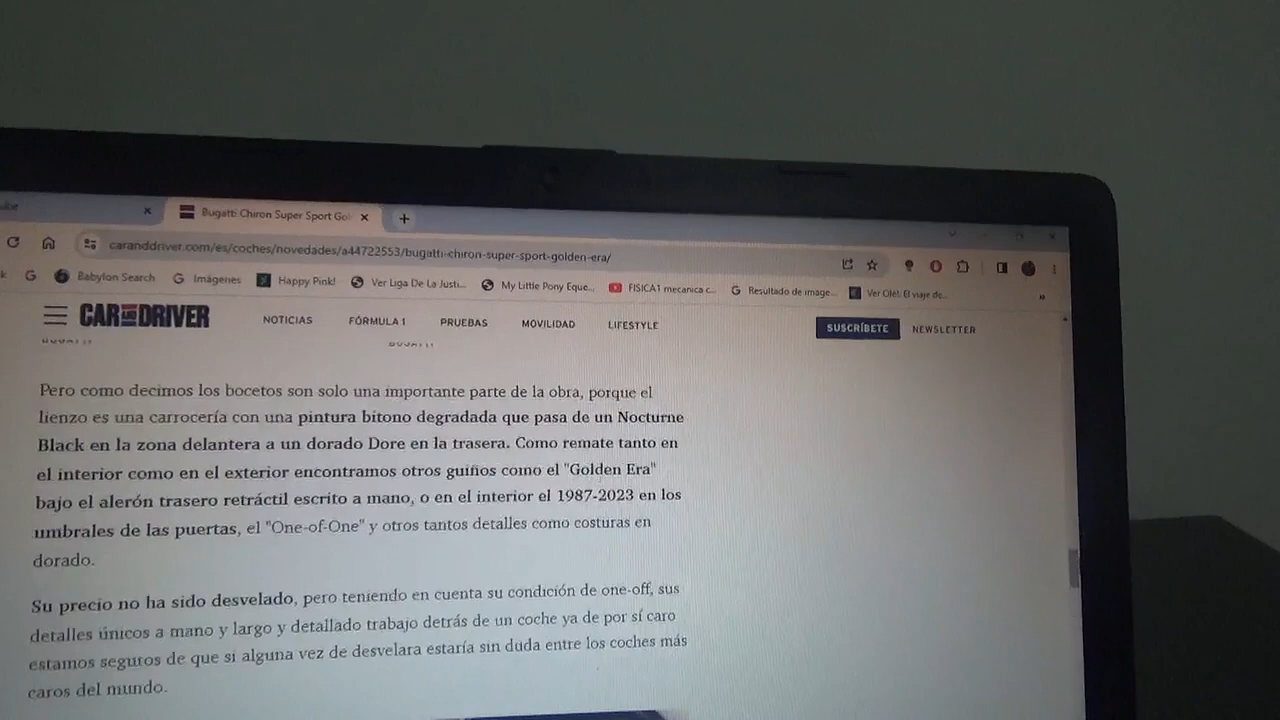 ube
Bugatti Chiron Super Sport Gol
caranddriver.com/es/coches/novedades/a44722553/bugatti-chiron-super-sport-golden-era/
k
Babylon Search
Imágenes
Happy Pink!
Ver Liga De La Justi...
My Little Pony Eque...
FISICA1 mecanica c...
Resultado de image...
Ver Olé!: El viaje de...
CAR AND DRIVER
NOTICIAS
FÓRMULA 1
PRUEBAS
MOVILIDAD
LIFESTYLE
SUSCRÍBETE
NEWSLETTER
BUGATTI
BUGATTI
Pero como decimos los bocetos son solo una importante parte de la obra, porque el
lienzo es una carrocería con una pintura bitono degradada que pasa de un Nocturne
Black en la zona delantera a un dorado Dore en la trasera. Como remate tanto en
el interior como en el exterior encontramos otros guiños como el "Golden Era"
bajo el alerón trasero retráctil escrito a mano, o en el interior el 1987-2023 en los
umbrales de las puertas, el "One-of-One" y otros tantos detalles como costuras en
dorado.
Su precio no ha sido desvelado, pero teniendo en cuenta su condición de one-off, sus
detalles únicos a mano y largo y detallado trabajo detrás de un coche ya de por sí caro
estamos seguros de que si alguna vez de desvelara estaría sin duda entre los coches más
caros del mundo.